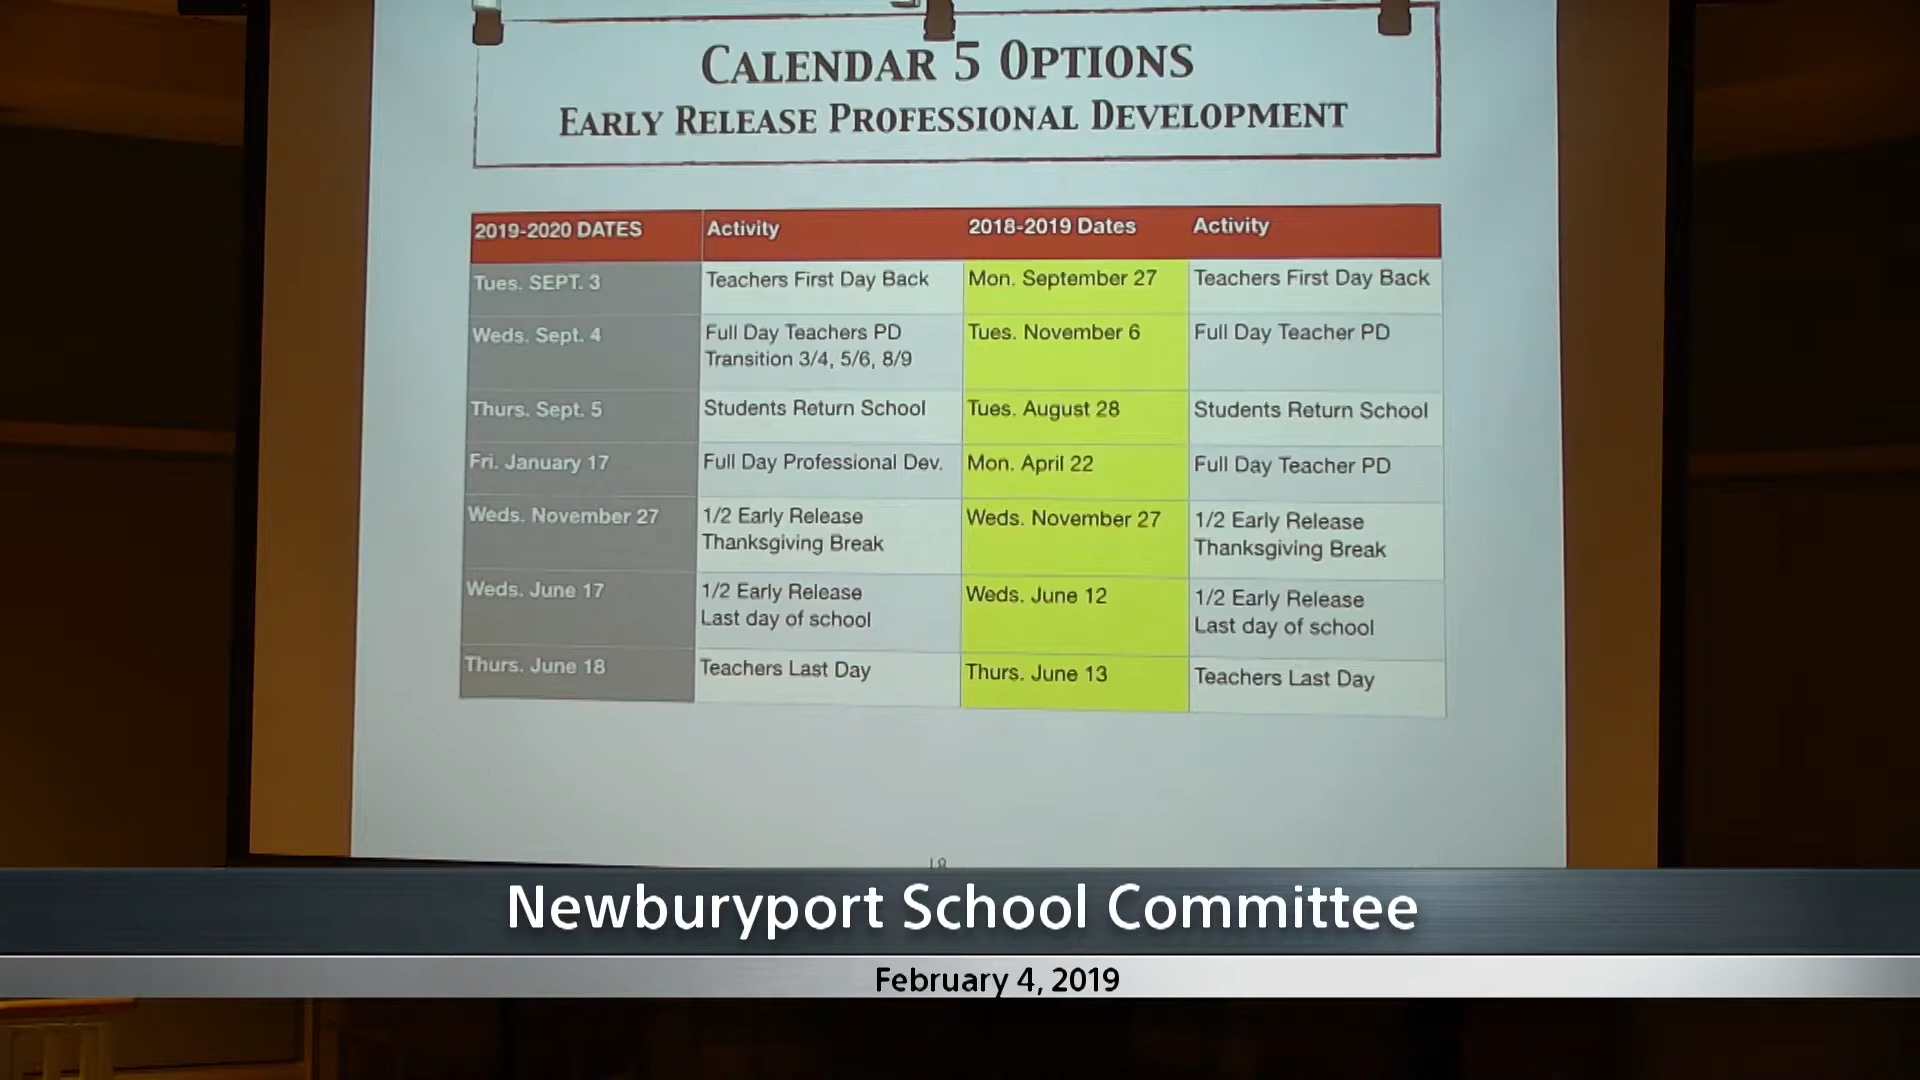 CALENDAR 5 OPTIONS
EARLY RELEASE PROFESSIONAL DEVELOPMENT
2019-2020 DATES Activity 2018-2019 Dates Activity
Tues. SEPT. 3 Teachers First Day Back Mon. September 27 Teachers First Day Back
Weds. Sept. 4 Full Day Teachers PD Tues. November 6 Full Day Teacher PD
Transition 3/4, 5/6, 8/9
Thurs. Sept. 5 Students Return School Tues. August 28 Students Return School
Fri. January 17 Full Day Professional Dev. Mon. April 22 Full Day Teacher PD
Weds. November 27 1/2 Early Release Weds. November 27 1/2 Early Release
Thanksgiving Break Thanksgiving Break
Weds. June 17 1/2 Early Release Weds. June 12 1/2 Early Release
Last day of school Last day of school
Thurs. June 18 Teachers Last Day Thurs. June 13 Teachers Last Day
Newburyport School Committee
February 4, 2019